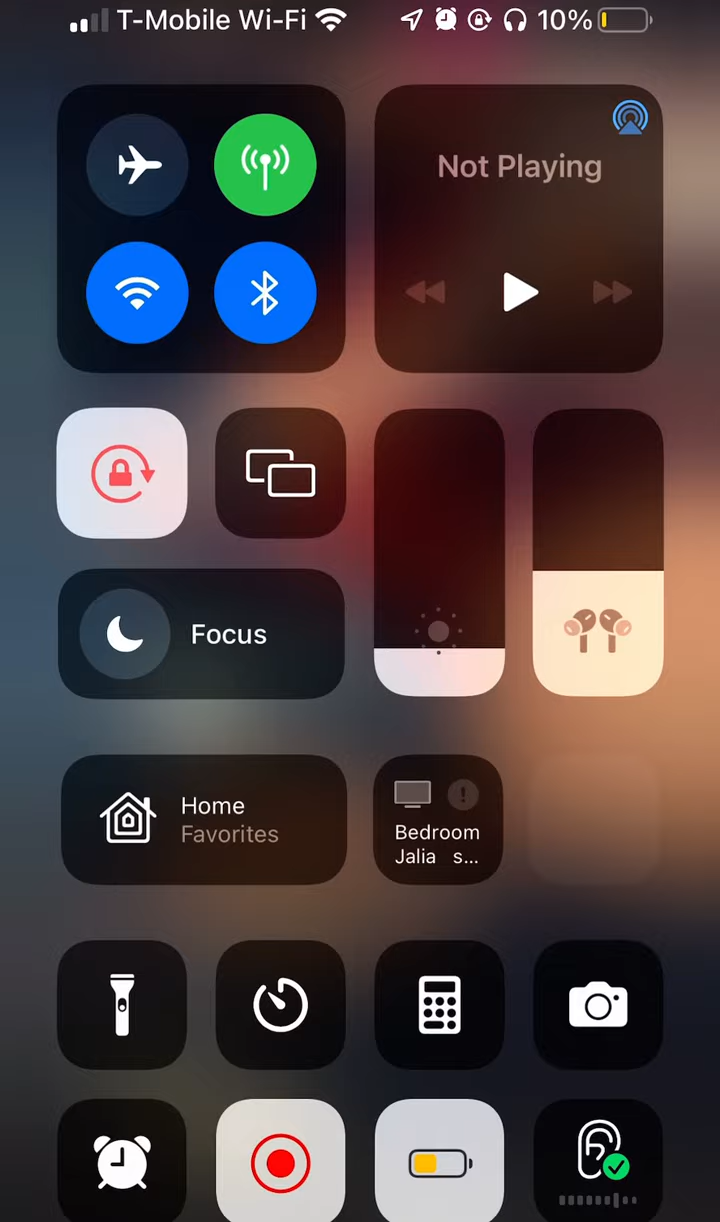 T-Mobile Wi-Fi 10%
Not Playing
Focus
Home
Favorites
Bedroom
Jalia s...